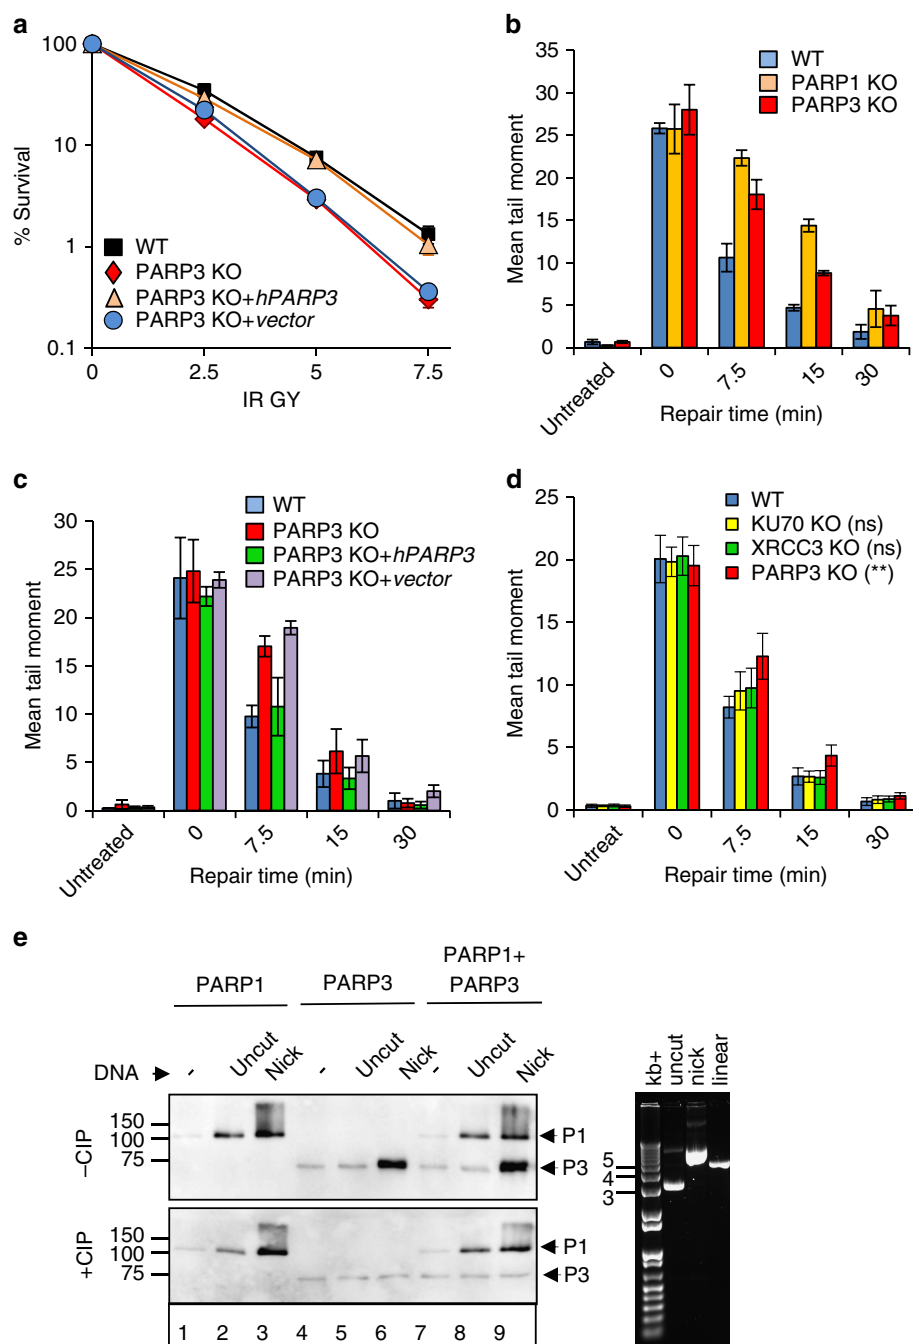 a
100
10
1
0.1
% Survival
WT
PARP3 KO
PARP3 KO+hPARP3
PARP3 KO+vector
0
2.5
5
7.5
IR GY
b
35
30
25
20
15
10
5
0
Mean tail moment
WT
PARP1 KO
PARP3 KO
Untreated
0
7.5
15
30
Repair time (min)
c
30
25
20
15
10
5
0
Mean tail moment
WT
PARP3 KO
PARP3 KO+hPARP3
PARP3 KO+vector
Untreated
0
7.5
15
30
Repair time (min)
d
25
20
15
10
5
0
Mean tail moment
WT
KU70 KO (ns)
XRCC3 KO (ns)
PARP3 KO (**)
Untreat
0
7.5
15
30
Repair time (min)
e
PARP1
PARP3
PARP1+
PARP3
DNA
-
Uncut
Nick
-
Uncut
Nick
-
Uncut
Nick
–CIP
150
100
75
P1
P3
+CIP
150
100
75
P1
P3
1 2 3 4 5 6 7 8 9
kb+
uncut
nick
linear
5
4
3